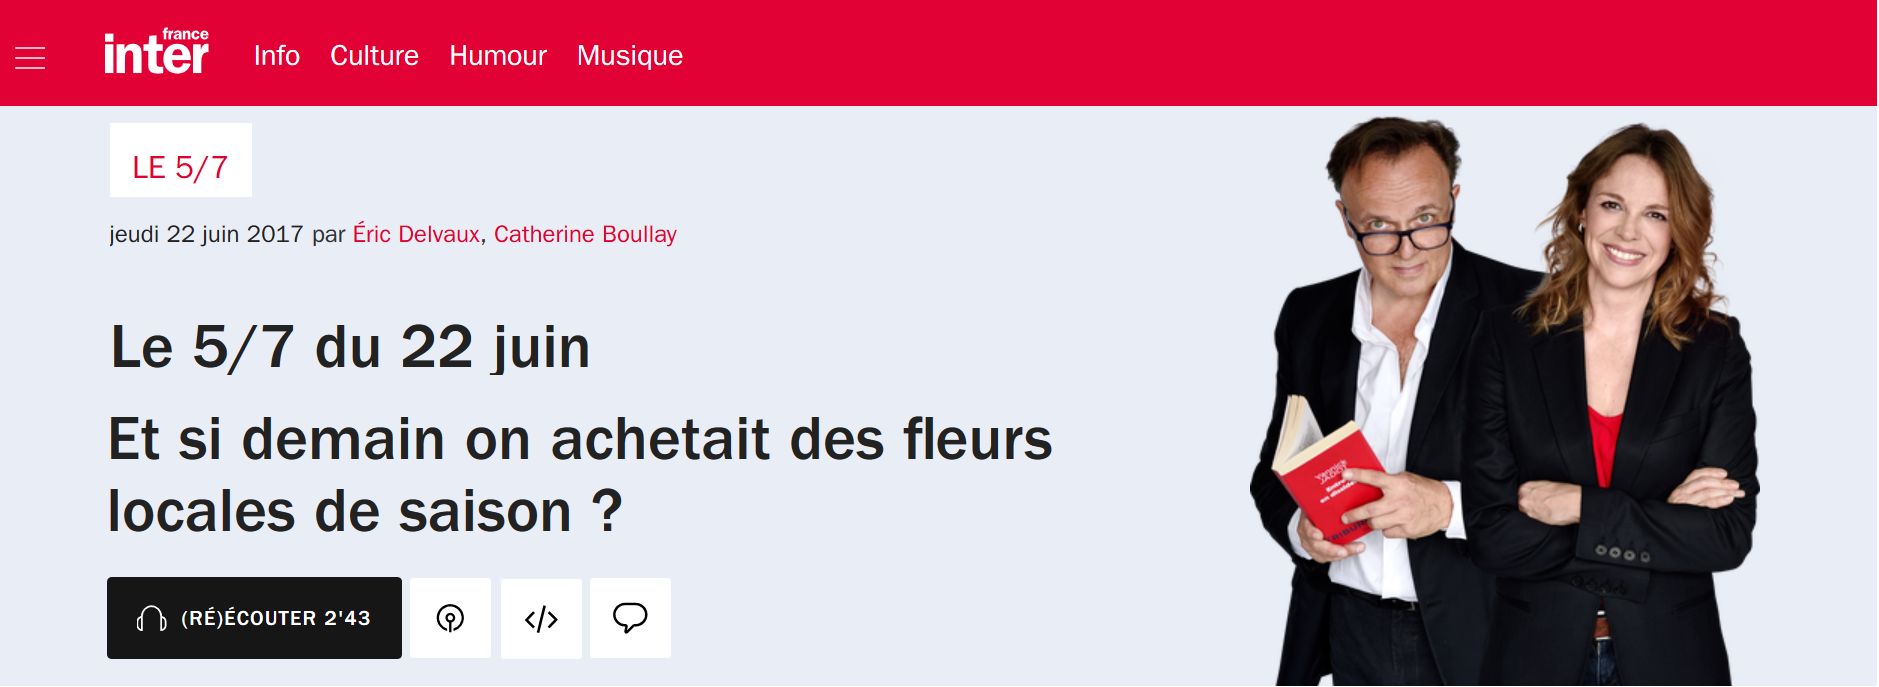 france
inter
Info Culture Humour Musique
LE 5/7
jeudi 22 juin 2017 par Éric Delvaux, Catherine Boullay
Le 5/7 du 22 juin
Et si demain on achetait des fleurs
locales de saison ?
(RÉ)ÉCOUTER 2'43
Yannick
JADOT